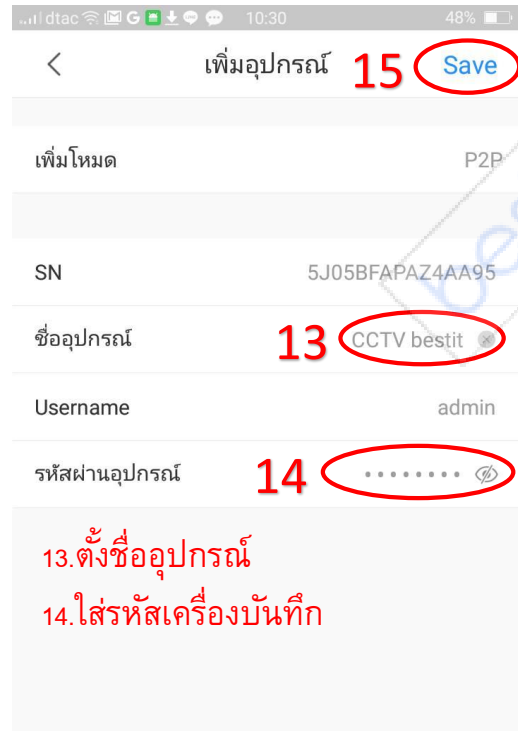 dtac G 10:30 48%
เพิ่มอุปกรณ์ 15 Save
เพิ่มโหมด P2P
SN 5J05BFAPAZ4AA95
ชื่ออุปกรณ์ 13 CCTV bestit
Username admin
รหัสผ่านอุปกรณ์ 14 ••••••••
13.ตั้งชื่ออุปกรณ์
14.ใส่รหัสเครื่องบันทึก
bes